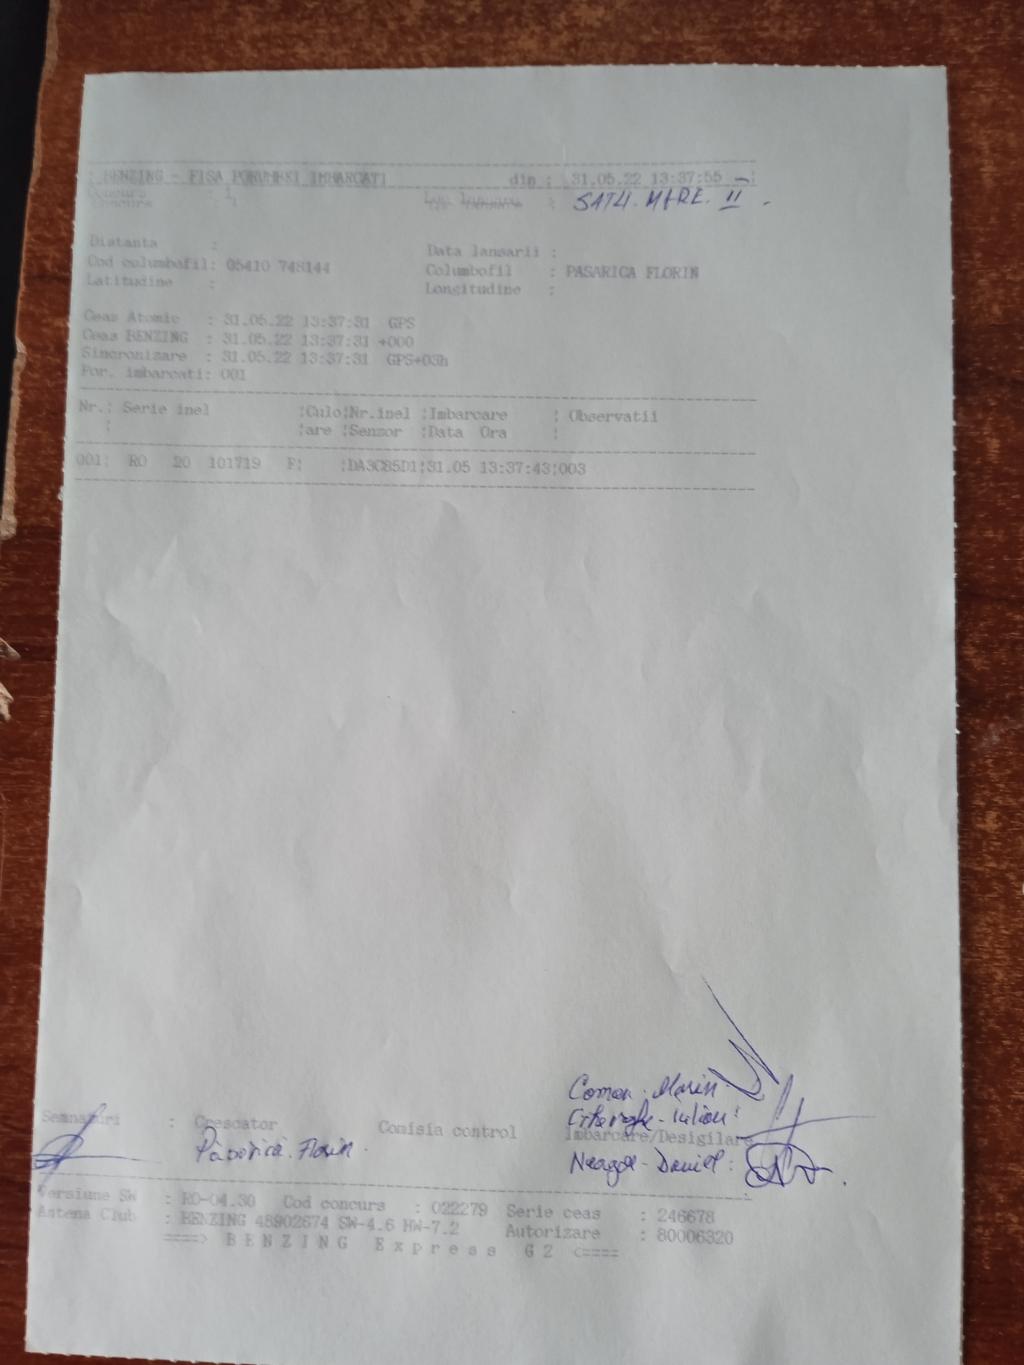 : BENZING - FISA PORUMBEI IMBARCATI din : 31.05.22 13:37:55 - :
Concurs : 1 : SATU. MARE. II .
Distanta :
Data lansarii :
Cod columbofil: 05410 748144 Columbofil : PASARICA FLORIN
Latitudine : Longitudine :
Ceas Atomic : 31.05.22 13:37:31 GPS
Ceas BENZING : 31.05.22 13:37:31 +000
Sincronizare : 31.05.22 13:37:31 GPS+03h
Por. imbarcati: 001
Nr.: Serie inel :Culo:Nr.inel :Imbarcare : Observatii
: :are :Senzor :Data Ora :
001: RO 20 101719 F: :DA3C85D1:31.05 13:37:43:003
Coman. Marin
Gheorghe - Iulian:
Semnaturi : Crescator Comisia control Imbarcare/Desigilare
Păsărică. Florin. Neagoe - Daniel :
Versiune SW : RO-04.30 Cod concurs : 022279 Serie ceas : 246678
Antena Club : BENZING 48902674 SW-4.6 HW-7.2 Autorizare : 80006320
====> B E N Z I N G E x p r e s s G 2 <====